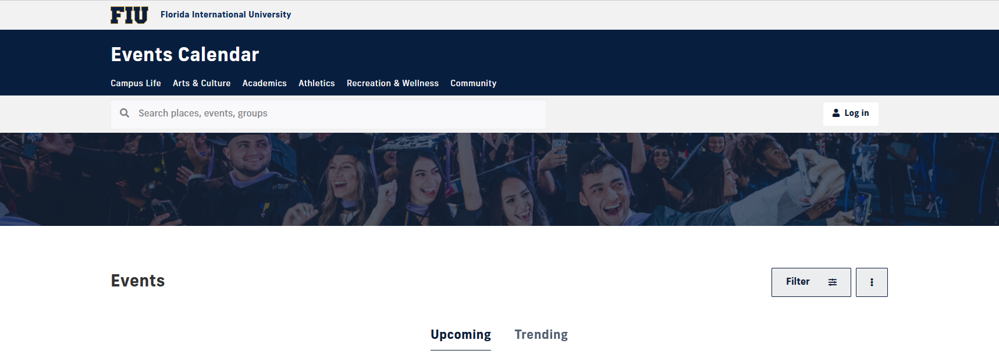 FIU Florida International University
Events Calendar
Campus Life Arts & Culture Academics Athletics Recreation & Wellness Community
Search places, events, groups
Log in
Events
Filter
Upcoming Trending